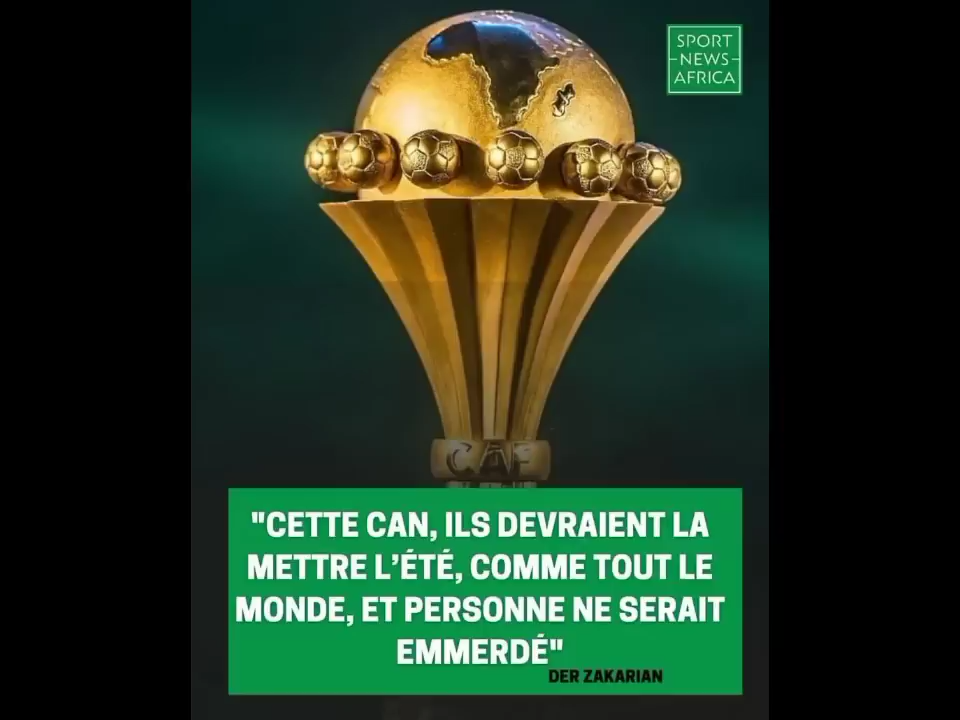 SPORT
NEWS
AFRICA
CAF
"CETTE CAN, ILS DEVRAIENT LA
METTRE L'ÉTÉ, COMME TOUT LE
MONDE, ET PERSONNE NE SERAIT
EMMERDÉ"
DER ZAKARIAN